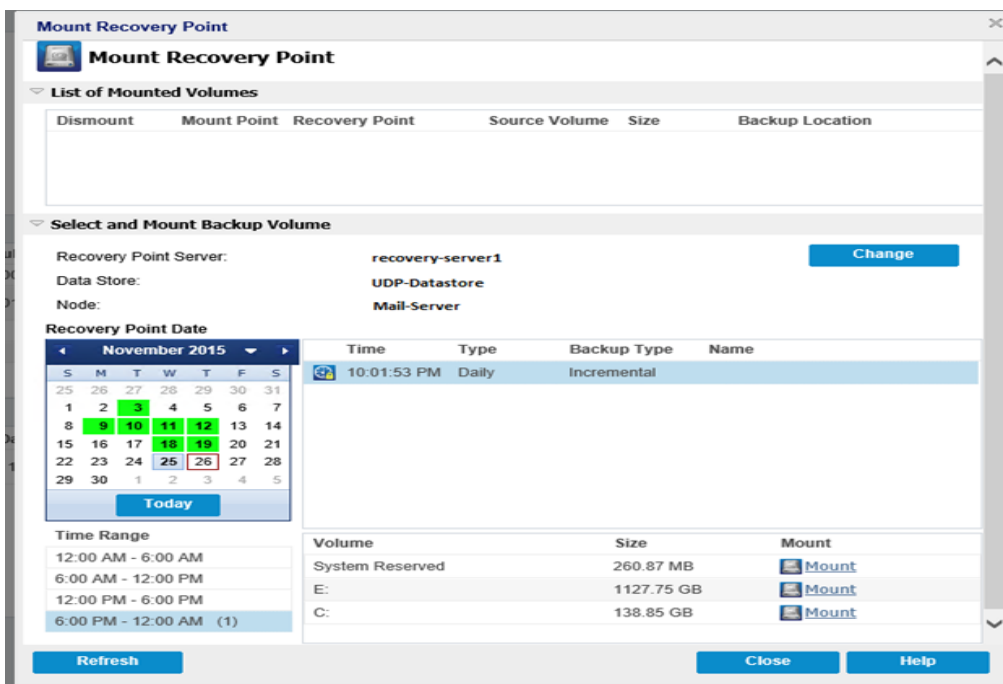 Mount Recovery Point
Mount Recovery Point
List of Mounted Volumes
Dismount Mount Point Recovery Point Source Volume Size Backup Location
Select and Mount Backup Volume
Recovery Point Server: recovery-server1 Change
Data Store: UDP-Datastore
Node: Mail-Server
Recovery Point Date
November 2015
S M T W T F S
25 26 27 28 29 30 31
1 2 3 4 5 6 7
8 9 10 11 12 13 14
15 16 17 18 19 20 21
22 23 24 25 26 27 28
29 30 1 2 3 4 5
Today
Time Type Backup Type Name
10:01:53 PM Daily Incremental
Time Range
12:00 AM - 6:00 AM
6:00 AM - 12:00 PM
12:00 PM - 6:00 PM
6:00 PM - 12:00 AM (1)
Volume Size Mount
System Reserved 260.87 MB Mount
E: 1127.75 GB Mount
C: 138.85 GB Mount
Refresh Close Help